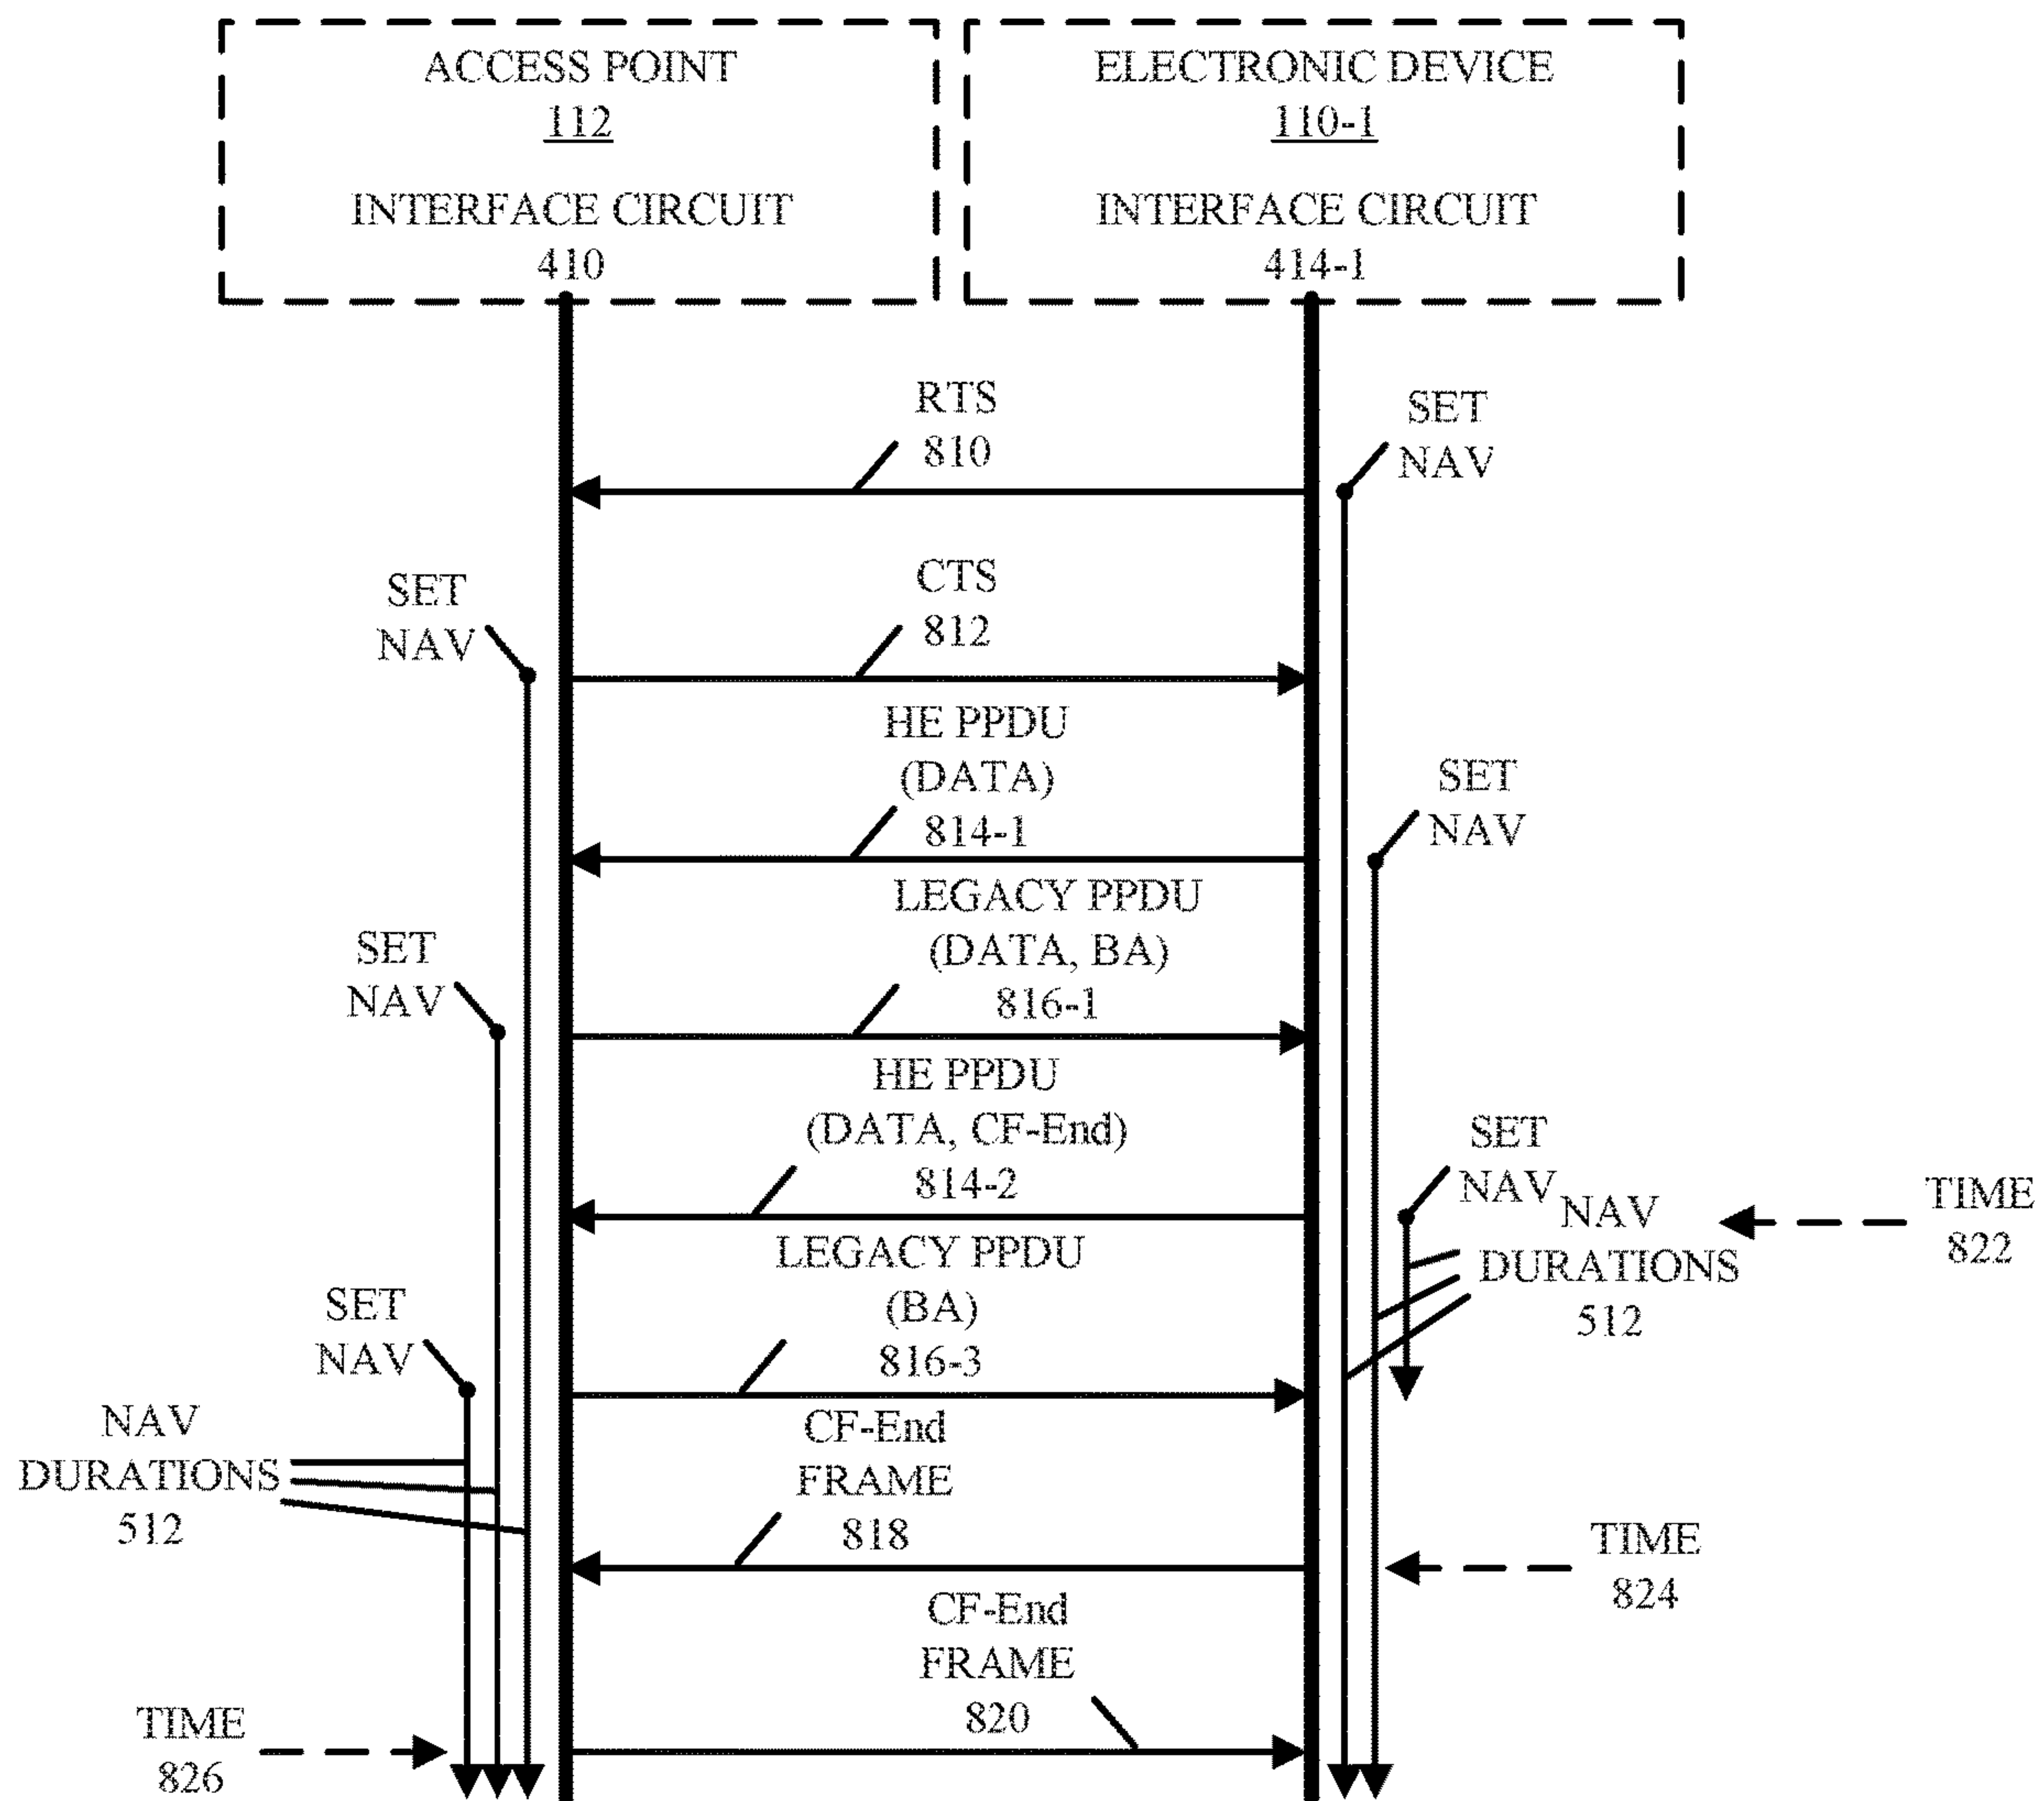 ACCESS POINT
112
INTERFACE CIRCUIT
410
ELECTRONIC DEVICE
110-1
INTERFACE CIRCUIT
414-1
RTS
810
SET
NAV
CTS
812
SET
NAV
HE PPDU
(DATA)
814-1
SET
NAV
LEGACY PPDU
(DATA, BA)
816-1
SET
NAV
HE PPDU
(DATA, CF-End)
814-2
SET
NAV
NAV
DURATIONS
512
TIME
822
LEGACY PPDU
(BA)
816-3
SET
NAV
NAV
DURATIONS
512
CF-End
FRAME
818
TIME
824
CF-End
FRAME
820
TIME
826